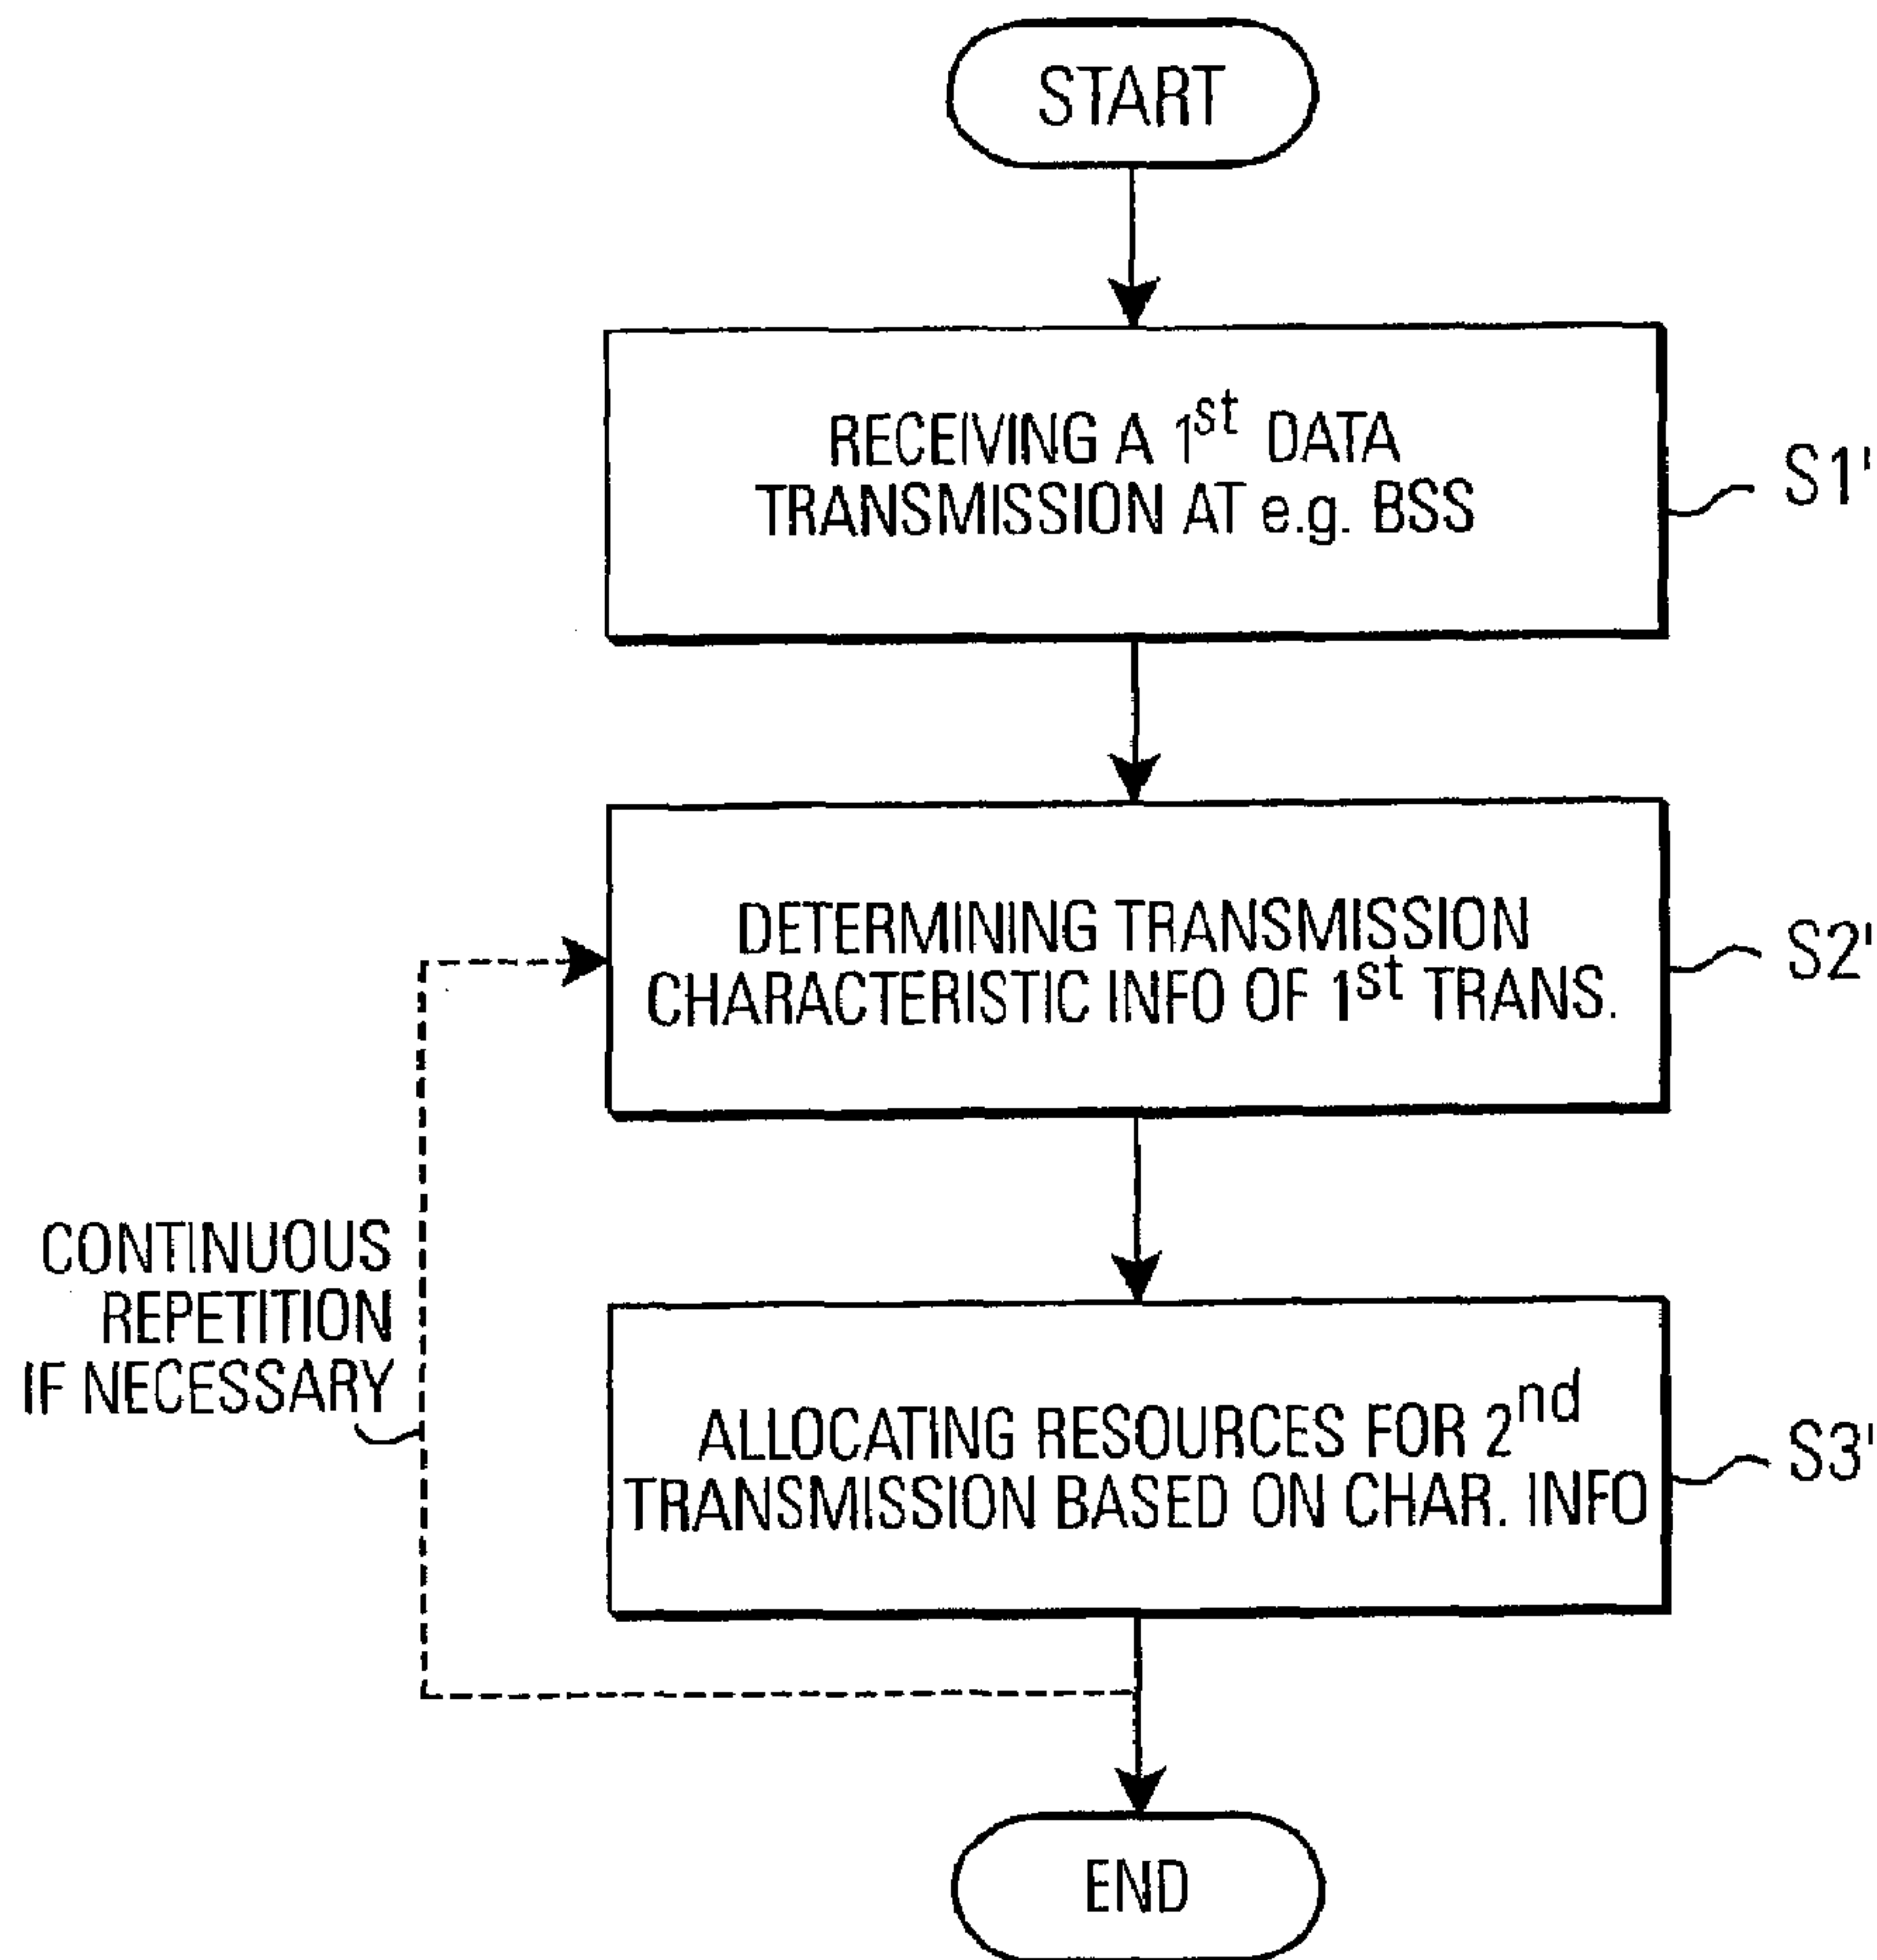 START
RECEIVING A 1st DATA
TRANSMISSION AT e.g. BSS
S1'
DETERMINING TRANSMISSION
CHARACTERISTIC INFO OF 1st TRANS.
S2'
CONTINUOUS
REPETITION
IF NECESSARY
ALLOCATING RESOURCES FOR 2nd
TRANSMISSION BASED ON CHAR. INFO
S3'
END